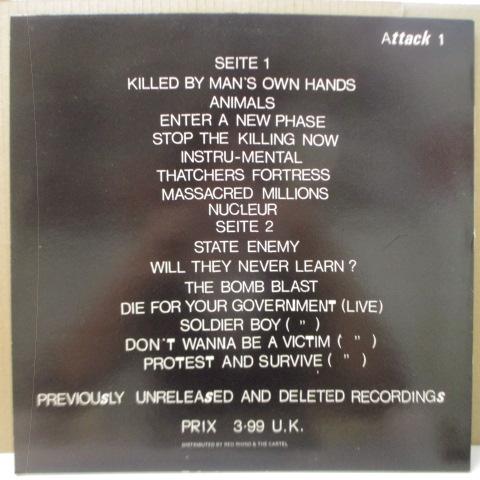 Attack 1
SEITE 1
KILLED BY MAN'S OWN HANDS
ANIMALS
ENTER A NEW PHASE
STOP THE KILLING NOW
INSTRU-MENTAL
THATCHERS FORTRESS
MASSACRED MILLIONS
NUCLEUR
SEITE 2
STATE ENEMY
WILL THEY NEVER LEARN?
THE BOMB BLAST
DIE FOR YOUR GOVERNMENT (LIVE)
SOLDIER BOY ( " )
DON'T WANNA BE A VICTIM ( " )
PROTEST AND SURVIVE ( " )
PREVIOUSLY UNRELEASED AND DELETED RECORDINGS
PRIX 3·99 U.K.
DISTRIBUTED BY RED RHINO & THE CARTEL